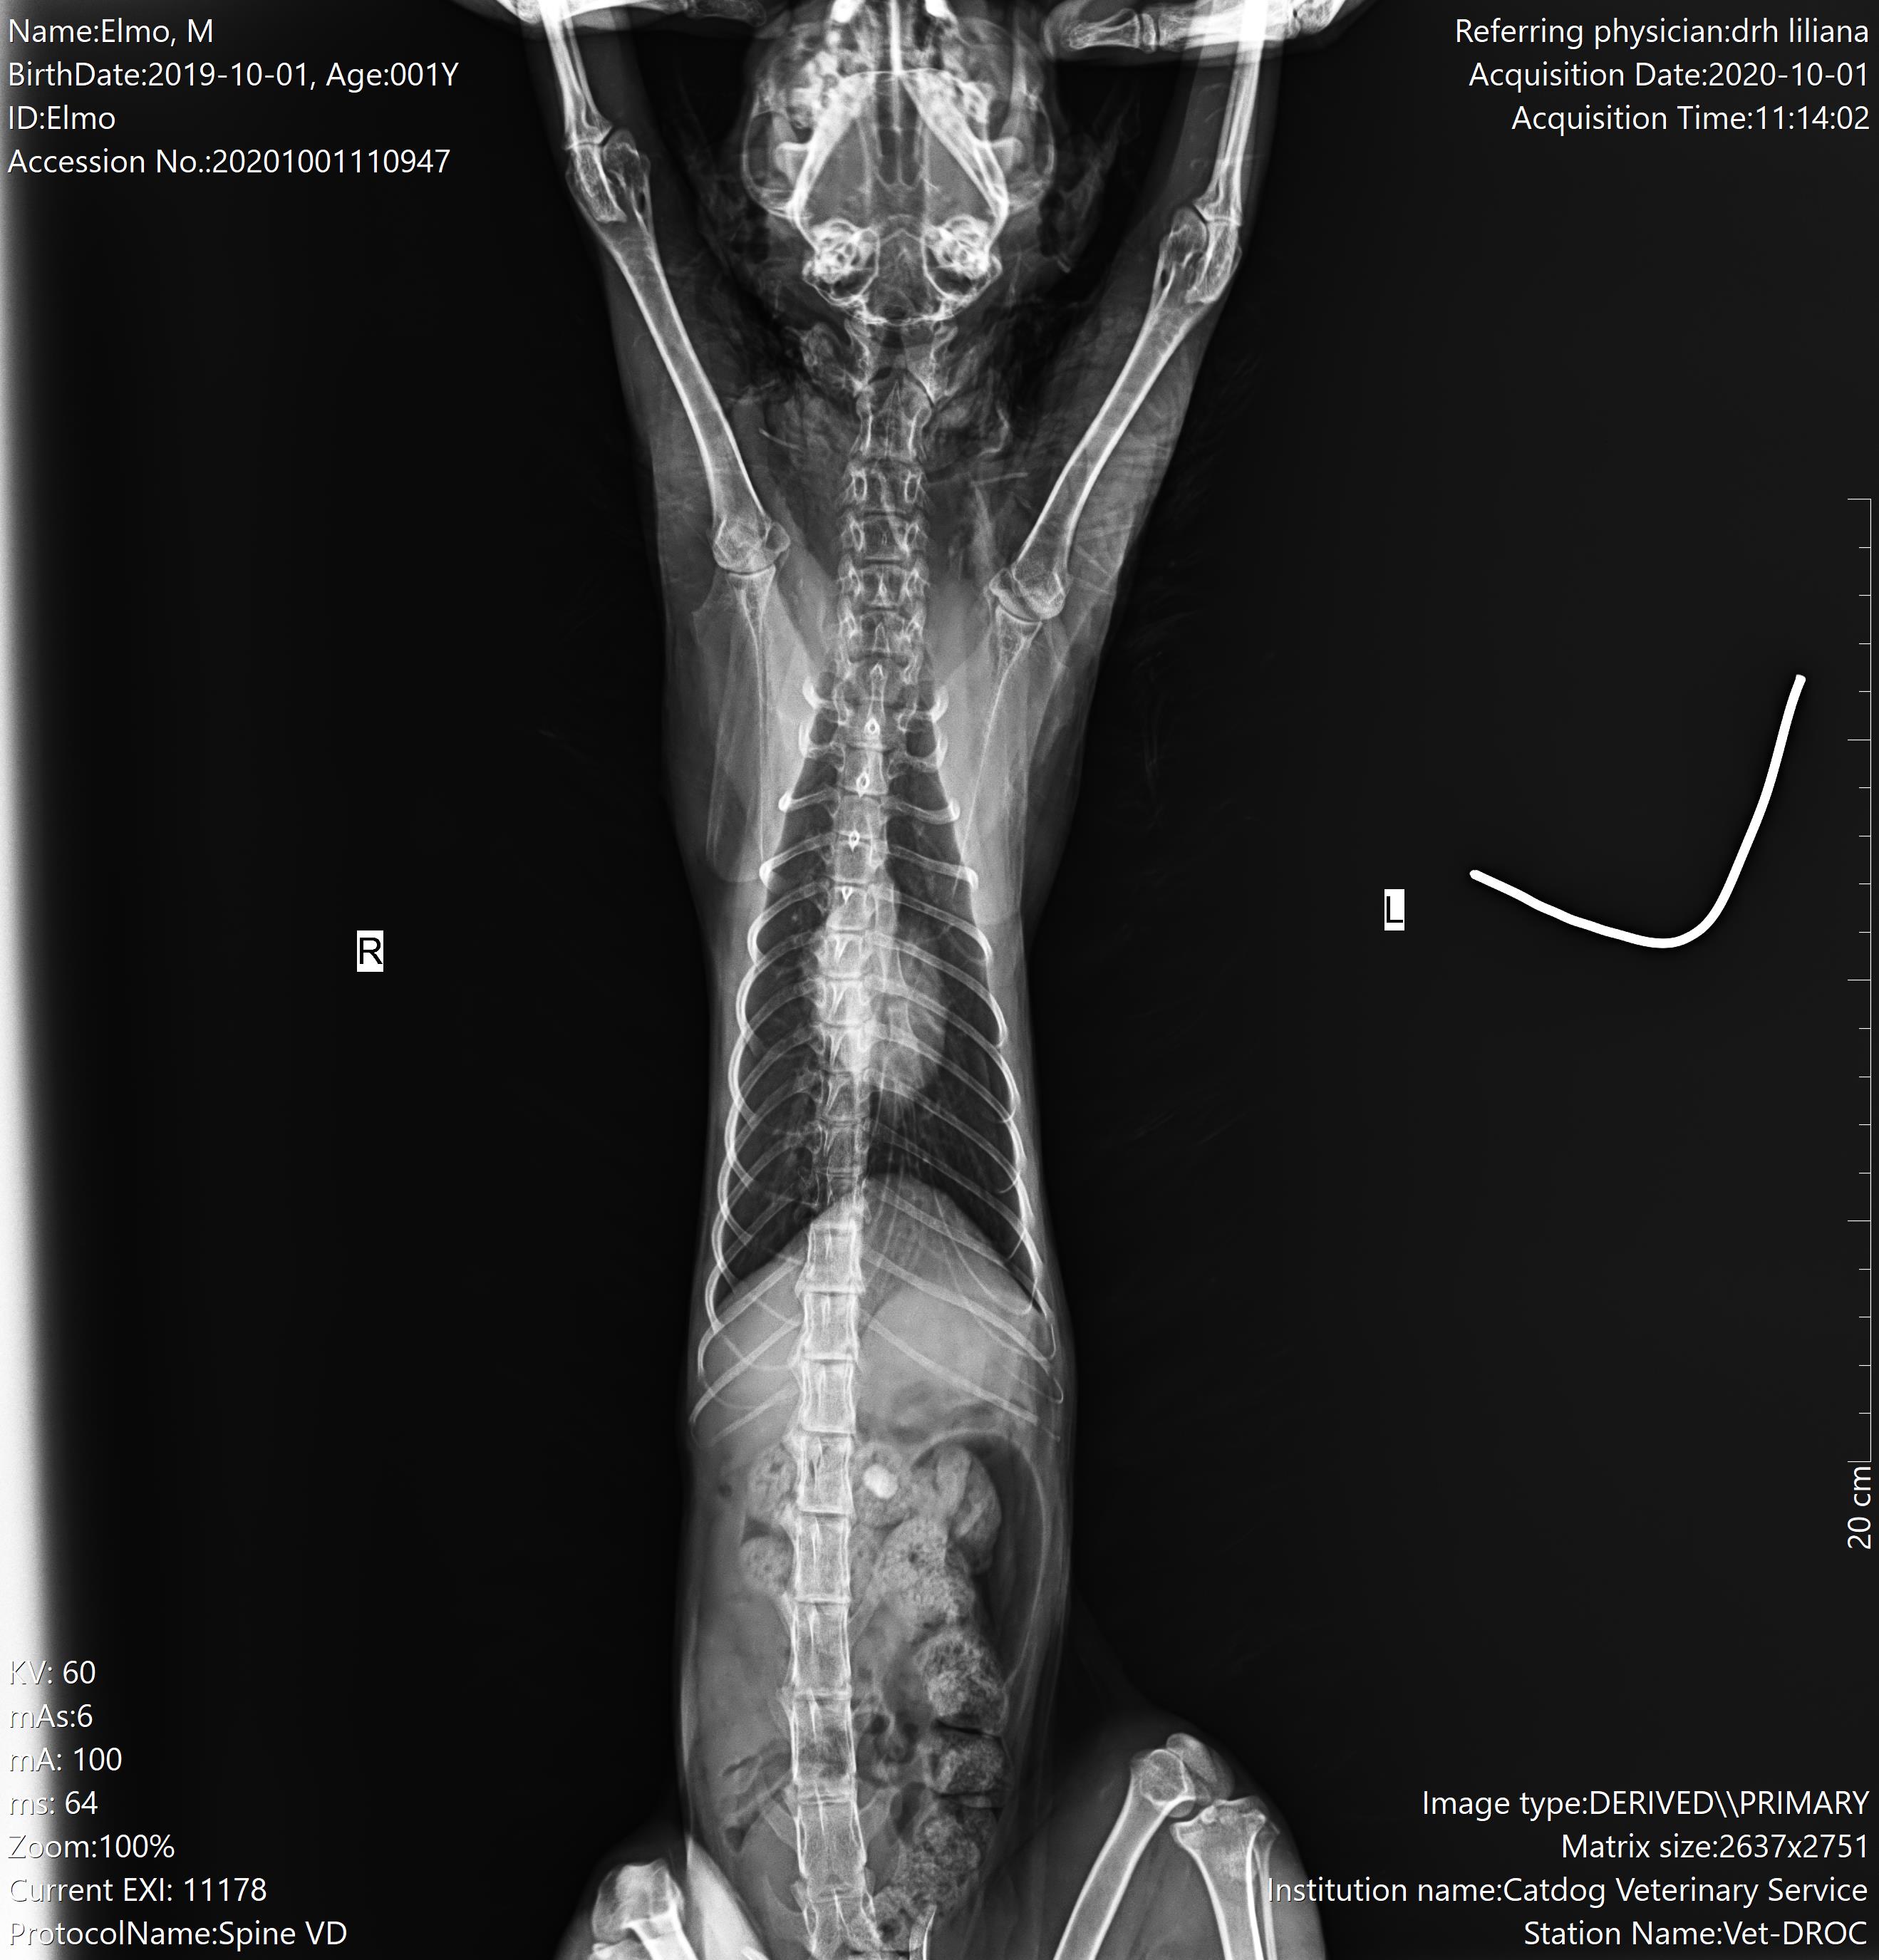 Name:Elmo, M
BirthDate:2019-10-01, Age:001Y
ID:Elmo
Accession No.:20201001110947
Referring physician:drh liliana
Acquisition Date:2020-10-01
Acquisition Time:11:14:02
R
L
20 cm
KV: 60
mAs:6
mA: 100
ms: 64
Zoom:100%
Current EXI: 11178
ProtocolName:Spine VD
Image type:DERIVED\\PRIMARY
Matrix size:2637x2751
Institution name:Catdog Veterinary Service
Station Name:Vet-DROC